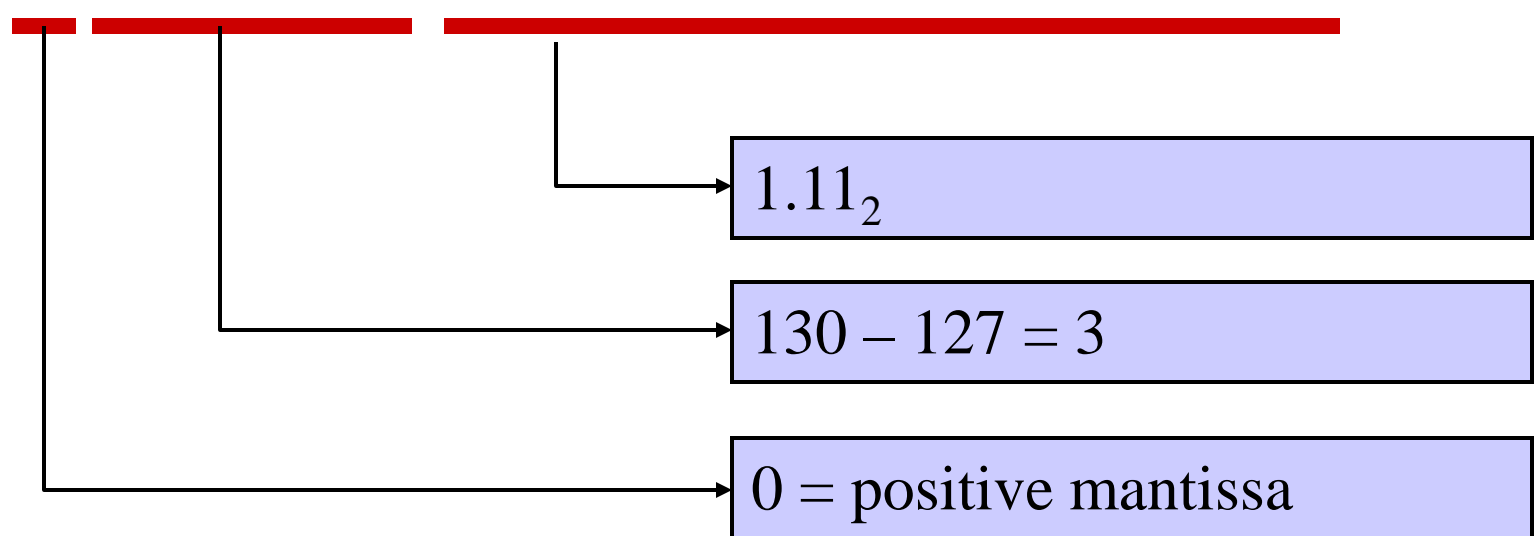 1.11₂
130 – 127 = 3
0 = positive mantissa